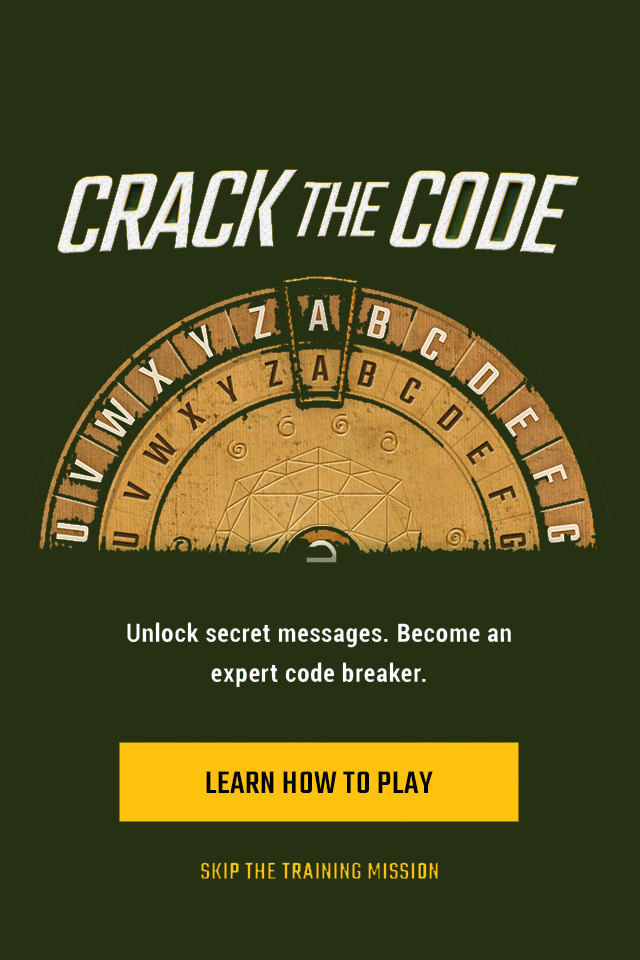 CRACK THE CODE
U V W X Y Z A B C D E F G
U V W X Y Z A B C D E F G
Unlock secret messages. Become an
expert code breaker.
LEARN HOW TO PLAY
SKIP THE TRAINING MISSION